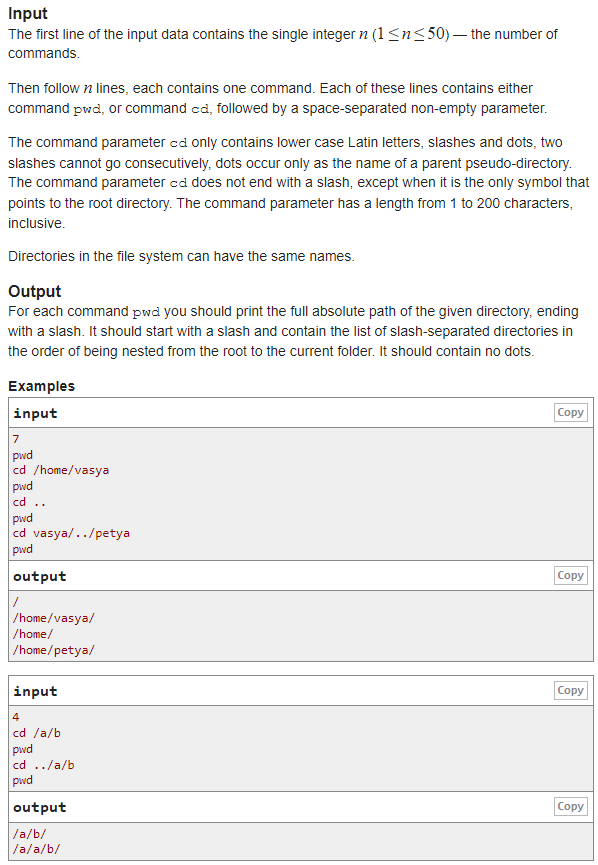 Input
The first line of the input data contains the single integer n (1 ≤ n ≤ 50) — the number of
commands.
Then follow n lines, each contains one command. Each of these lines contains either
command pwd, or command cd, followed by a space-separated non-empty parameter.
The command parameter cd only contains lower case Latin letters, slashes and dots, two
slashes cannot go consecutively, dots occur only as the name of a parent pseudo-directory.
The command parameter cd does not end with a slash, except when it is the only symbol that
points to the root directory. The command parameter has a length from 1 to 200 characters,
inclusive.
Directories in the file system can have the same names.
Output
For each command pwd you should print the full absolute path of the given directory, ending
with a slash. It should start with a slash and contain the list of slash-separated directories in
the order of being nested from the root to the current folder. It should contain no dots.
Examples
input Copy
7
pwd
cd /home/vasya
pwd
cd ..
pwd
cd vasya/../petya
pwd
output Copy
/
/home/vasya/
/home/
/home/petya/
input Copy
4
cd /a/b
pwd
cd ../a/b
pwd
output Copy
/a/b/
/a/a/b/